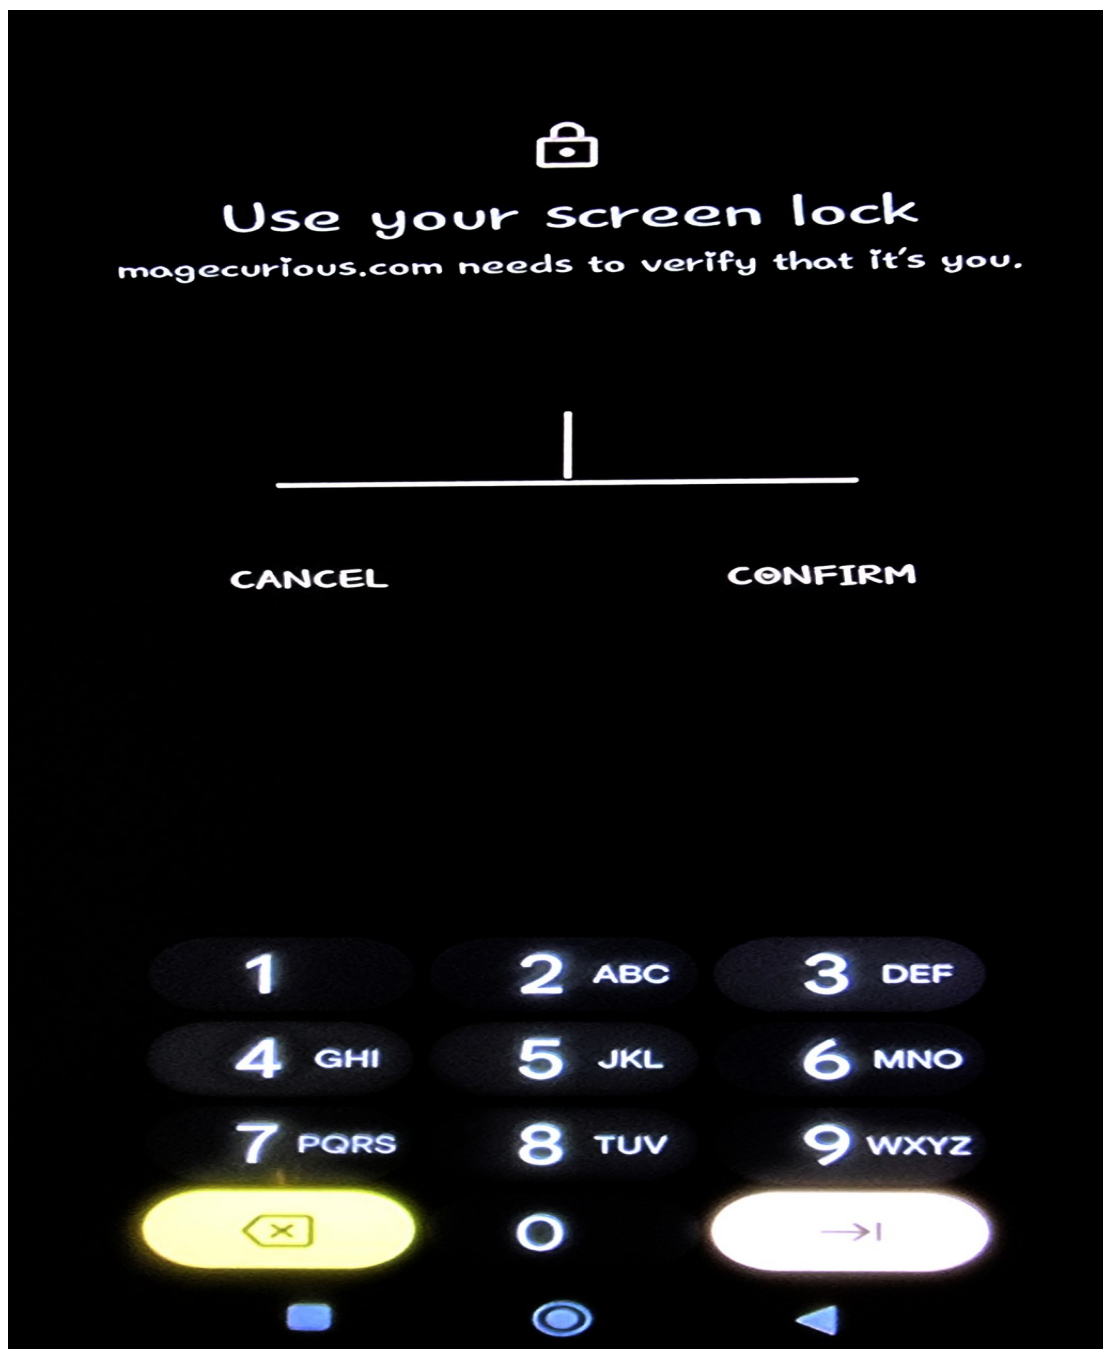 Use your screen lock
magecurious.com needs to verify that it's you.
CANCEL CONFIRM
1 2 ABC 3 DEF
4 GHI 5 JKL 6 MNO
7 PQRS 8 TUV 9 WXYZ
0